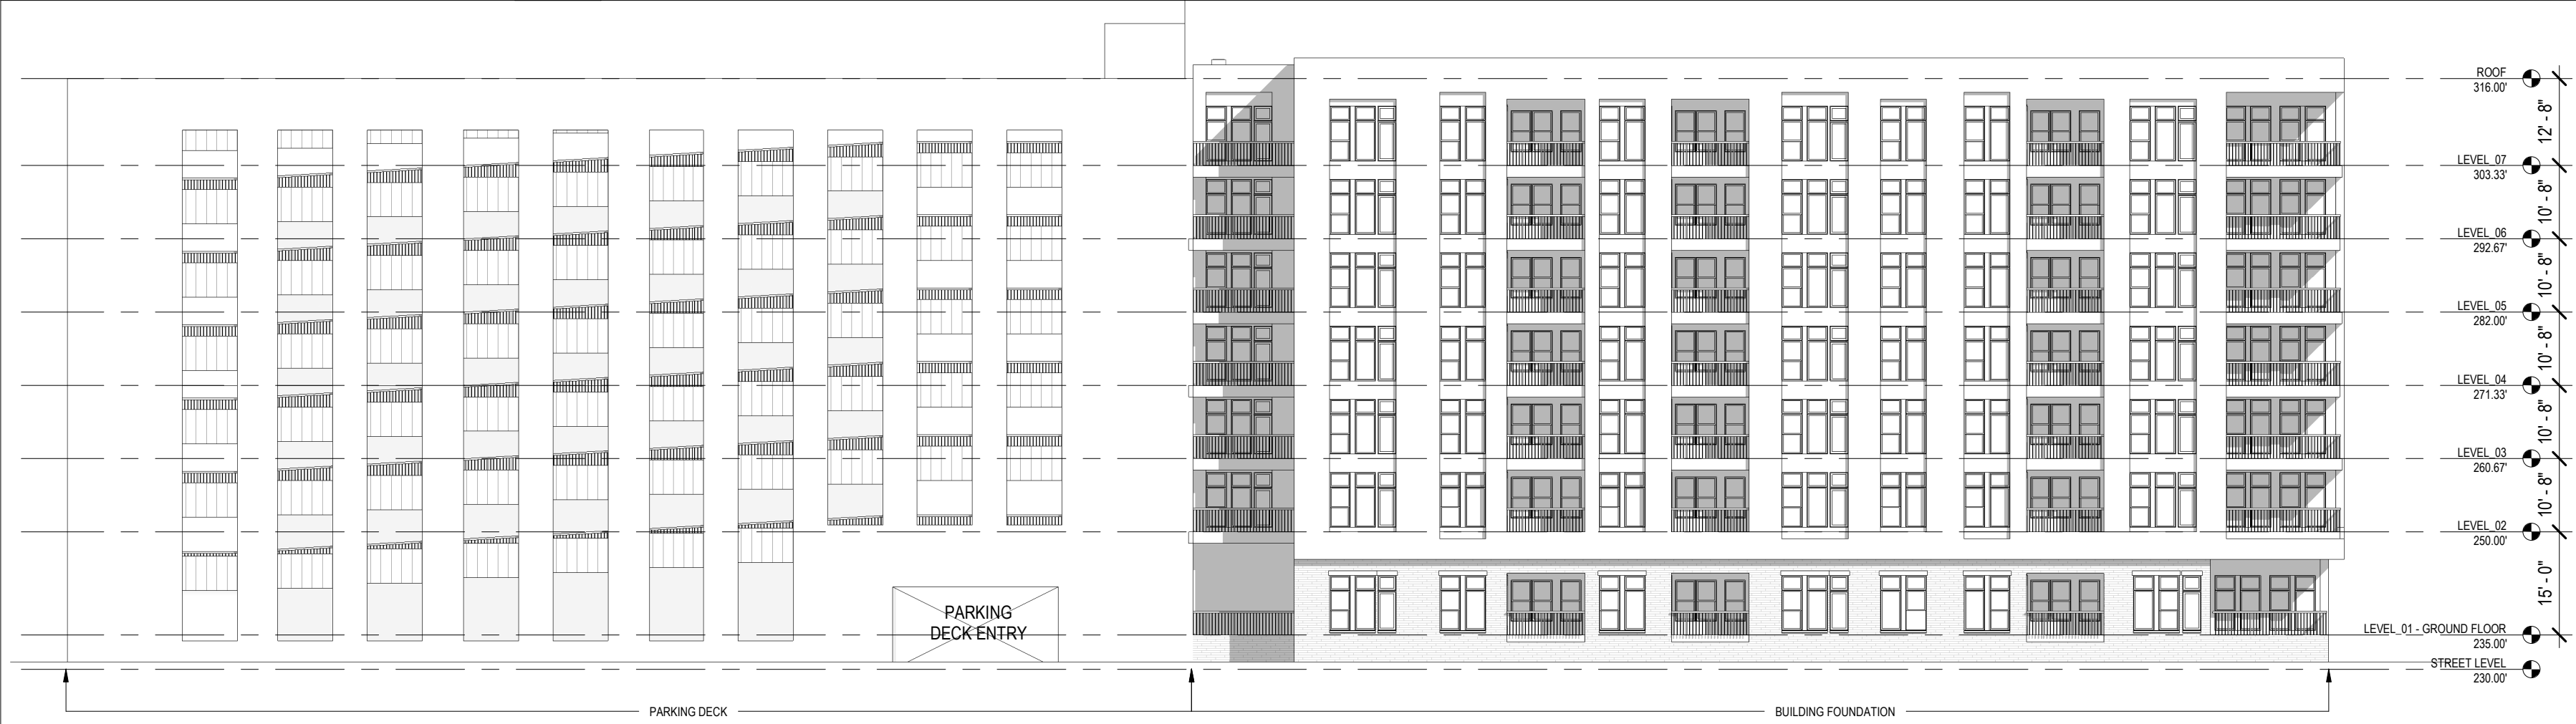 ROOF
316.00'
12' - 8"
LEVEL_07
303.33'
10' - 8"
LEVEL_06
292.67'
10' - 8"
LEVEL_05
282.00'
10' - 8"
LEVEL_04
271.33'
10' - 8"
LEVEL_03
260.67'
10' - 8"
LEVEL_02
250.00'
15' - 0"
PARKING
DECK ENTRY
LEVEL_01 - GROUND FLOOR
235.00'
STREET LEVEL
230.00'
PARKING DECK
BUILDING FOUNDATION